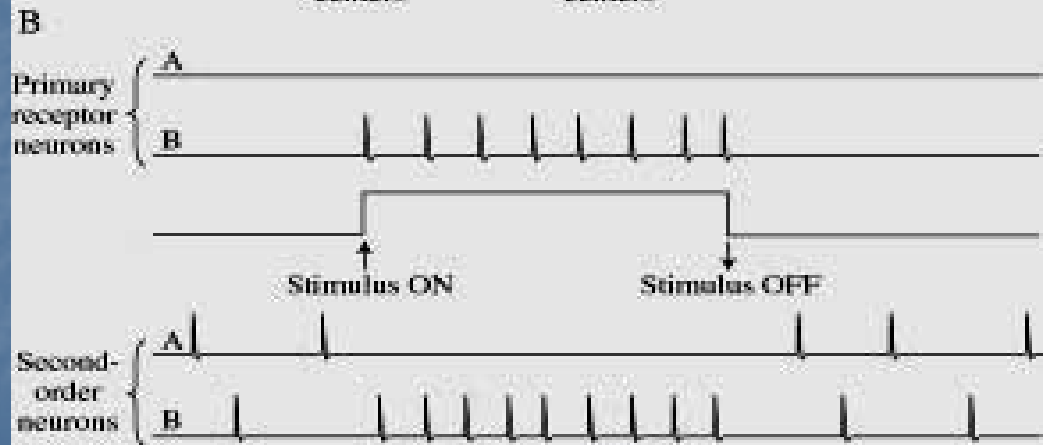 B
A
Primary
receptor
neurons
B
Stimulus ON
Stimulus OFF
A
Second-
order
neurons
B